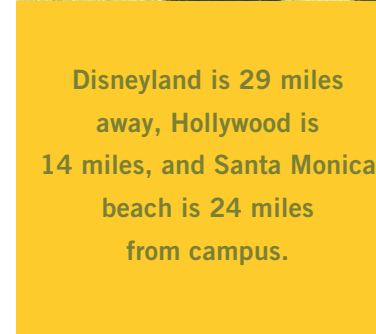 Disneyland is 29 miles
away, Hollywood is
14 miles, and Santa Monica
beach is 24 miles
from campus.